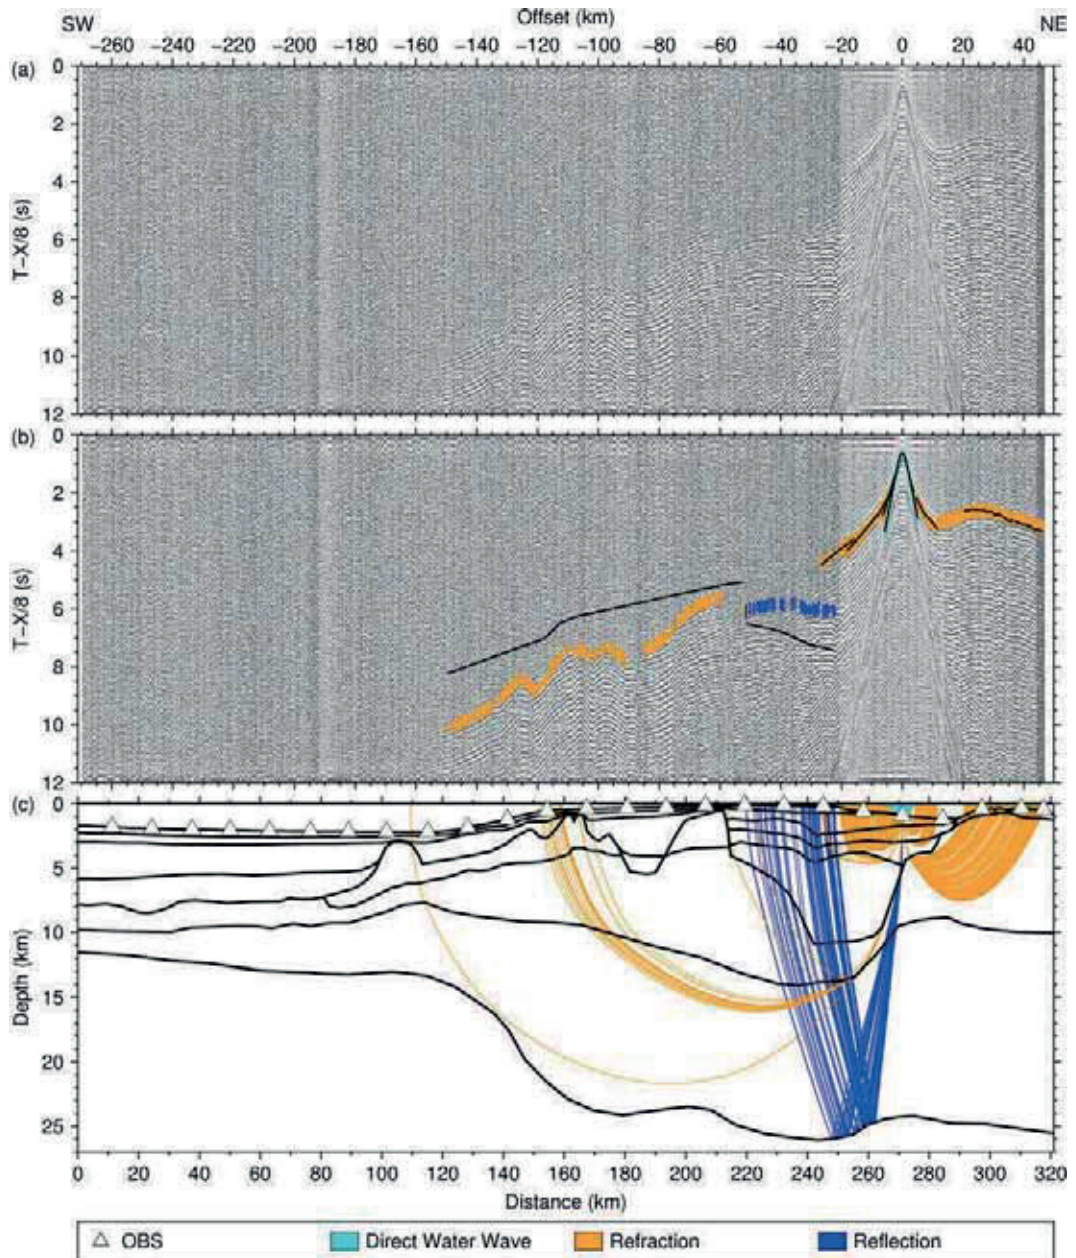 Offset (km)
SW NE
−260 −240 −220 −200 −180 −160 −140 −120 −100 −80 −60 −40 −20 0 20 40
(a)
0
2
4
6
8
10
12
T−X/8 (s)
(b)
0
2
4
6
8
10
12
T−X/8 (s)
(c)
0
5
10
15
20
25
Depth (km)
0 20 40 60 80 100 120 140 160 180 200 220 240 260 280 300 320
Distance (km)
OBS Direct Water Wave Refraction Reflection